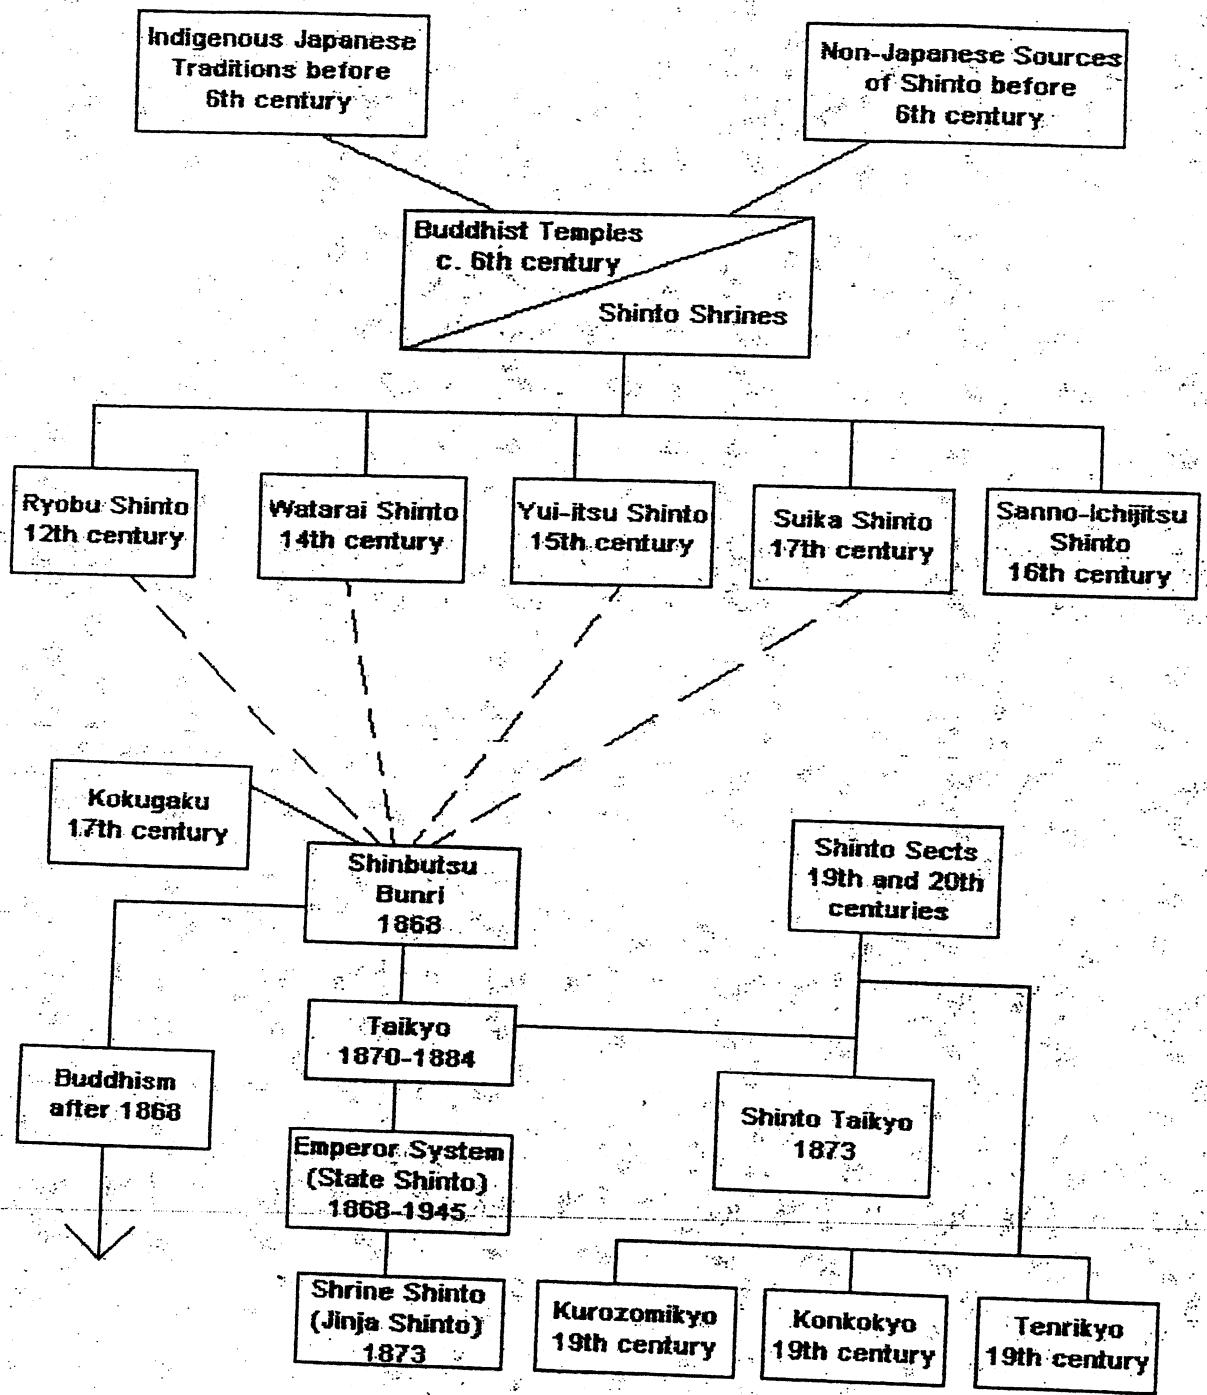 Indigenous Japanese
Traditions before
6th century
Non-Japanese Sources
of Shinto before
6th century
Buddhist Temples
c. 6th century
Shinto Shrines
Ryobu Shinto
12th century
Watarai Shinto
14th century
Yui-itsu Shinto
15th century
Suika Shinto
17th century
Sanno-Ichijitsu
Shinto
16th century
Kokugaku
17th century
Shinbutsu
Bunri
1868
Shinto Sects
19th and 20th
centuries
Taikyo
1870-1884
Buddhism
after 1868
Shinto Taikyo
1873
Emperor System
(State Shinto)
1868-1945
Shrine Shinto
(Jinja Shinto)
1873
Kurozomikyo
19th century
Konkokyo
19th century
Tenrikyo
19th century